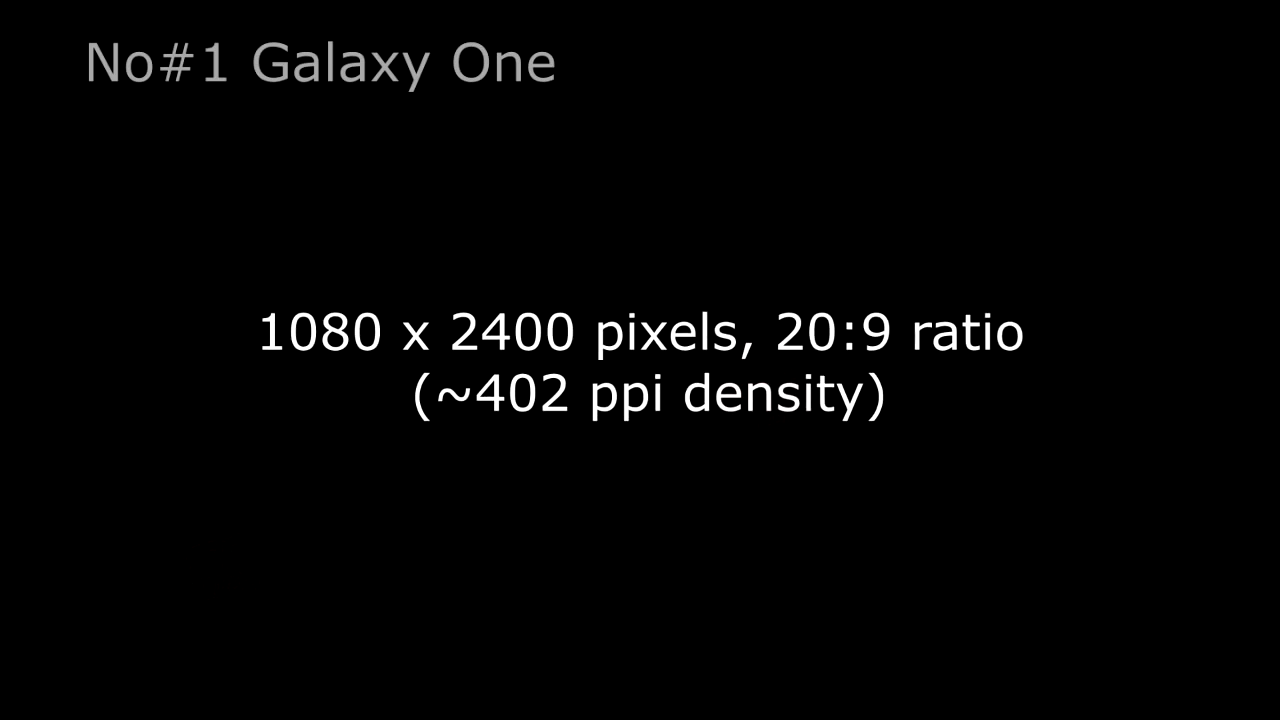 No#1 Galaxy One
1080 x 2400 pixels, 20:9 ratio
(~402 ppi density)